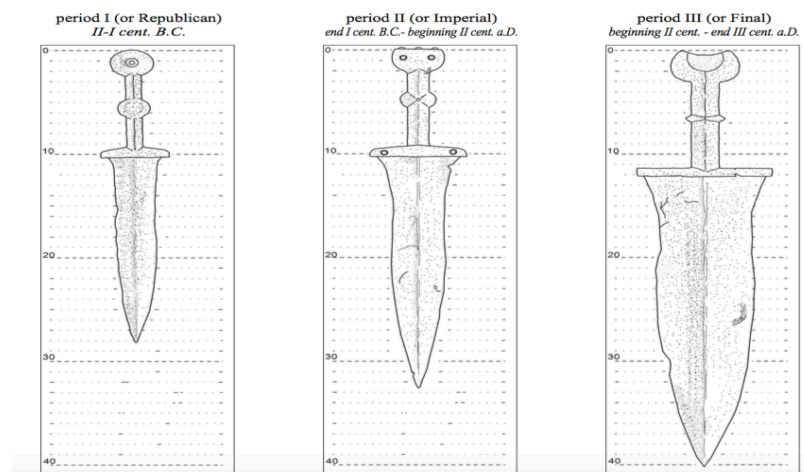 period I (or Republican)
II-I cent. B.C.
0
10
20
30
40
period II (or Imperial)
end I cent. B.C.- beginning II cent. a.D.
0
10
20
30
40
period III (or Final)
beginning II cent. - end III cent. a.D.
0
10
20
30
40